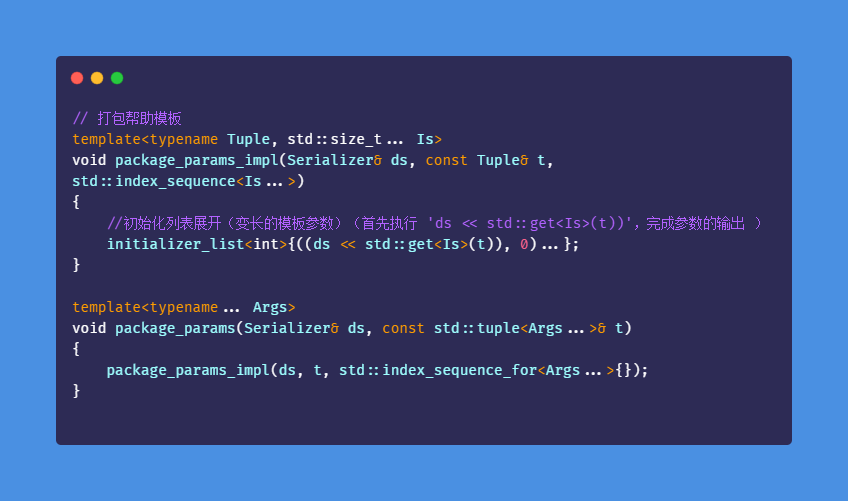 // 打包帮助模板
template<typename Tuple, std::size_t... Is>
void package_params_impl(Serializer& ds, const Tuple& t,
std::index_sequence<Is...>)
{
    //初始化列表展开（变长的模板参数）（首先执行 'ds << std::get<Is>(t))'，完成参数的输出 ）
    initializer_list<int>{((ds << std::get<Is>(t)), 0)...};
}

template<typename... Args>
void package_params(Serializer& ds, const std::tuple<Args...>& t)
{
    package_params_impl(ds, t, std::index_sequence_for<Args...>{});
}